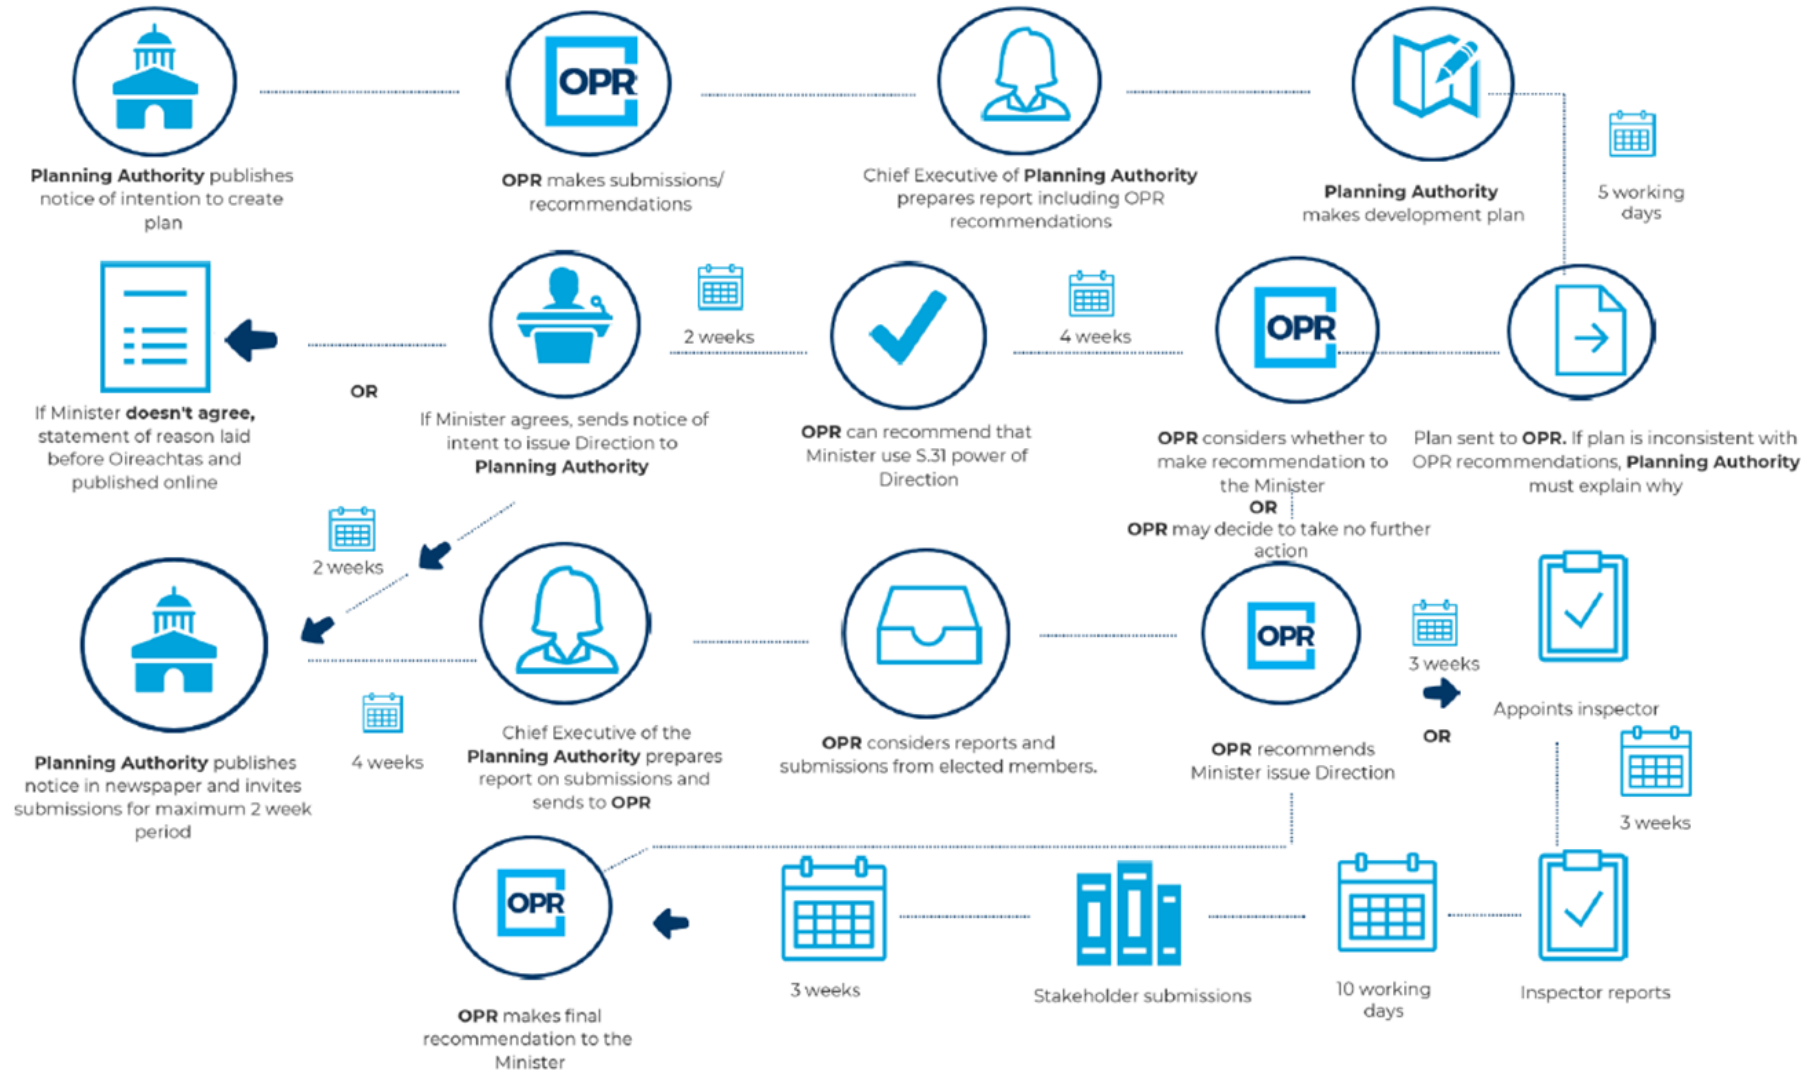 OPR
Planning Authority publishes
notice of intention to create
plan
OPR makes submissions/
recommendations
Chief Executive of Planning Authority
prepares report including OPR
recommendations
Planning Authority
makes development plan
5 working
days
If Minister doesn't agree,
statement of reason laid
before Oireachtas and
published online
OR
If Minister agrees, sends notice of
intent to issue Direction to
Planning Authority
2 weeks
OPR can recommend that
Minister use S.31 power of
Direction
4 weeks
OPR
OPR considers whether to
make recommendation to
the Minister
OR
OPR may decide to take no further
action
Plan sent to OPR. If plan is inconsistent with
OPR recommendations, Planning Authority
must explain why
2 weeks
Planning Authority publishes
notice in newspaper and invites
submissions for maximum 2 week
period
4 weeks
Chief Executive of the
Planning Authority prepares
report on submissions and
sends to OPR
OPR considers reports and
submissions from elected members.
OPR
OPR recommends
Minister issue Direction
3 weeks
OR
Appoints inspector
3 weeks
OPR
OPR makes final
recommendation to the
Minister
3 weeks
Stakeholder submissions
10 working
days
Inspector reports